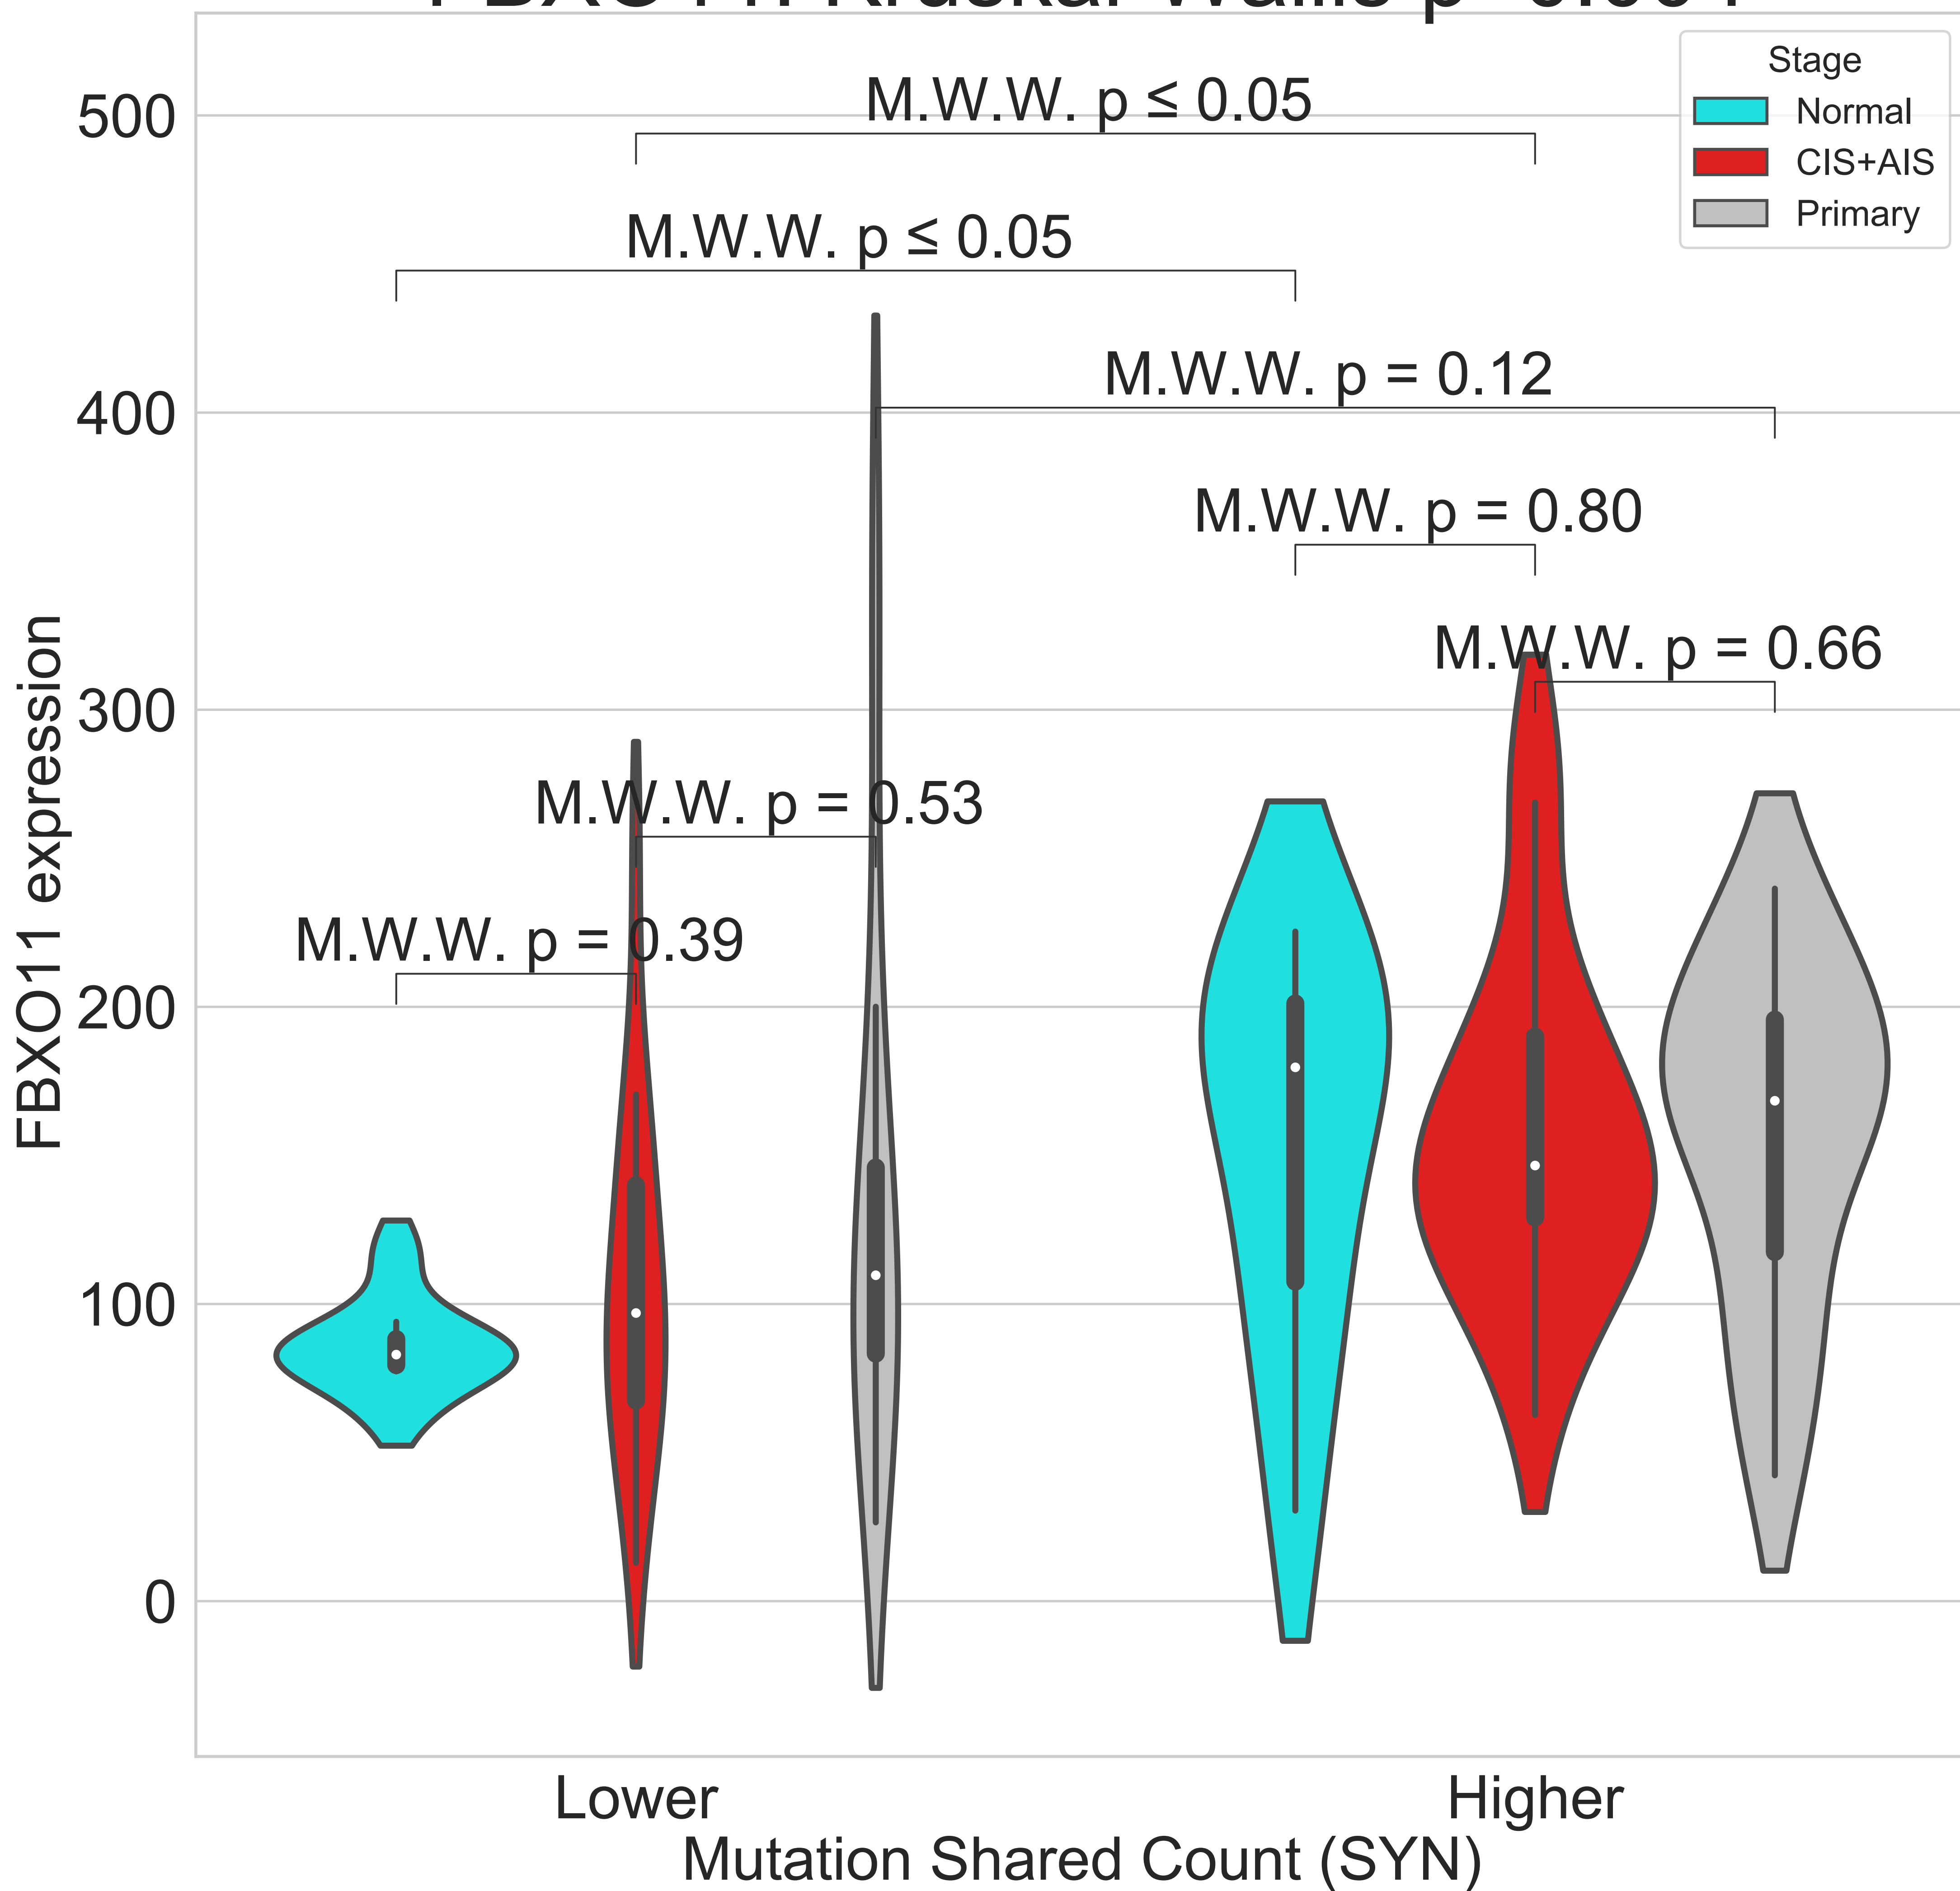 500
400
300
200
100
0
FBXO11 expression
M.W.W. p ≤ 0.05
M.W.W. p ≤ 0.05
M.W.W. p = 0.12
M.W.W. p = 0.80
M.W.W. p = 0.66
M.W.W. p = 0.53
M.W.W. p = 0.39
Stage
Normal
CIS+AIS
Primary
Lower
Higher
Mutation Shared Count (SYN)